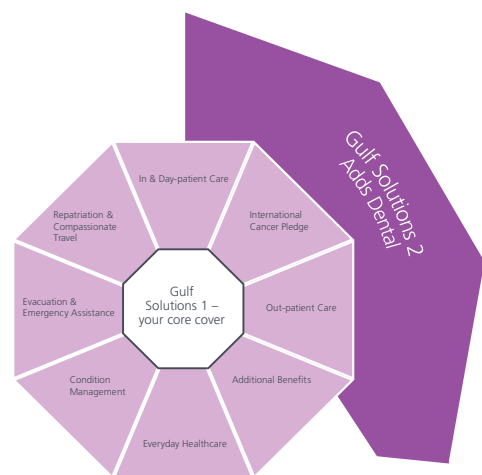 Gulf Solutions 2
Adds Dental
In & Day-patient Care
International
Cancer Pledge
Out-patient Care
Additional Benefits
Everyday Healthcare
Condition
Management
Evacuation &
Emergency Assistance
Repatriation &
Compassionate
Travel
Gulf
Solutions 1 –
your core cover